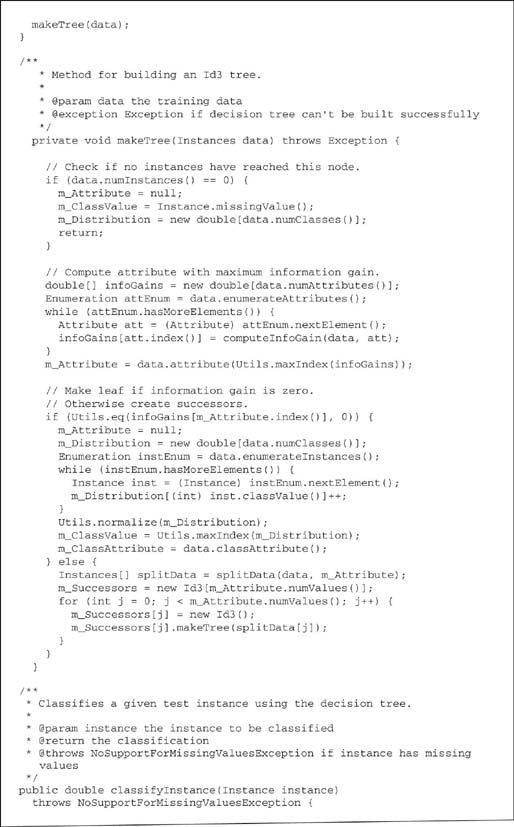 makeTree(data);
}

/**
   * Method for building an Id3 tree.
   *
   * @param data the training data
   * @exception Exception if decision tree can't be built successfully
   */
  private void makeTree(Instances data) throws Exception {

    // Check if no instances have reached this node.
    if (data.numInstances() == 0) {
      m_Attribute = null;
      m_ClassValue = Instance.missingValue();
      m_Distribution = new double[data.numClasses()];
      return;
    }

    // Compute attribute with maximum information gain.
    double[] infoGains = new double[data.numAttributes()];
    Enumeration attEnum = data.enumerateAttributes();
    while (attEnum.hasMoreElements()) {
      Attribute att = (Attribute) attEnum.nextElement();
      infoGains[att.index()] = computeInfoGain(data, att);
    }
    m_Attribute = data.attribute(Utils.maxIndex(infoGains));

    // Make leaf if information gain is zero.
    // Otherwise create successors.
    if (Utils.eq(infoGains[m_Attribute.index()], 0)) {
      m_Attribute = null;
      m_Distribution = new double[data.numClasses()];
      Enumeration instEnum = data.enumerateInstances();
      while (instEnum.hasMoreElements()) {
        Instance inst = (Instance) instEnum.nextElement();
        m_Distribution[(int) inst.classValue()]++;
      }
      Utils.normalize(m_Distribution);
      m_ClassValue = Utils.maxIndex(m_Distribution);
      m_ClassAttribute = data.classAttribute();
    } else {
      Instances[] splitData = splitData(data, m_Attribute);
      m_Successors = new Id3[m_Attribute.numValues()];
      for (int j = 0; j < m_Attribute.numValues(); j++) {
        m_Successors[j] = new Id3();
        m_Successors[j].makeTree(splitData[j]);
      }
    }
  }

/**
 * Classifies a given test instance using the decision tree.
 *
 * @param instance the instance to be classified
 * @return the classification
 * @throws NoSupportForMissingValuesException if instance has missing
   values
 */
public double classifyInstance(Instance instance)
  throws NoSupportForMissingValuesException {